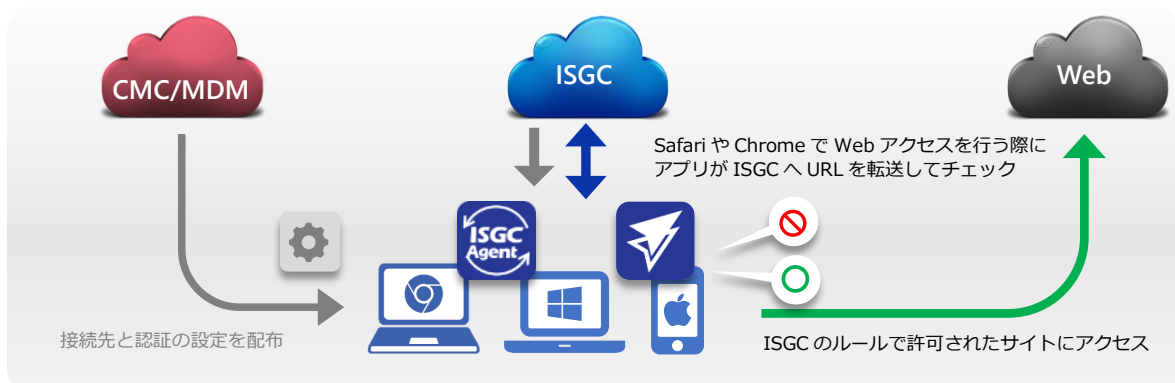 CMC/MDM
ISGC
Web
Safari や Chrome で Web アクセスを行う際に
アプリが ISGC へ URL を転送してチェック
ISGC
Agent
接続先と認証の設定を配布
ISGC のルールで許可されたサイトにアクセス